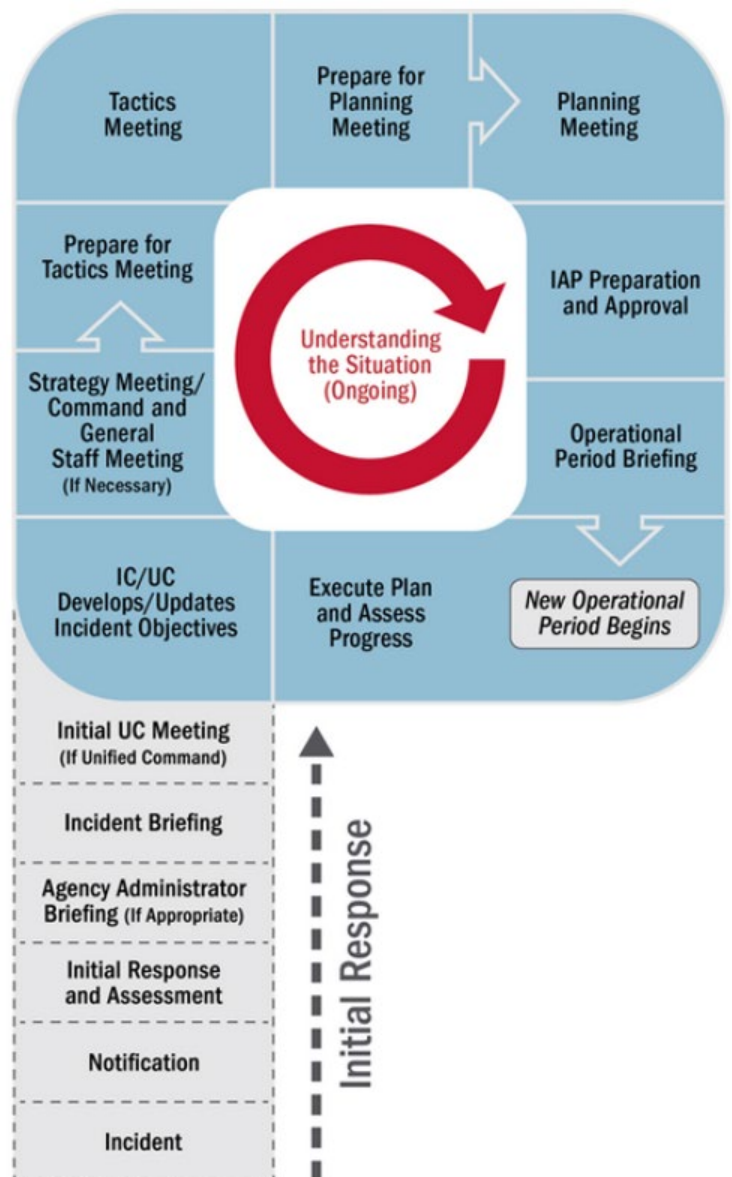 Tactics
Meeting
Prepare for
Planning
Meeting
Planning
Meeting
Prepare for
Tactics Meeting
Understanding
the Situation
(Ongoing)
IAP Preparation
and Approval
Strategy Meeting/
Command and
General
Staff Meeting
(If Necessary)
Operational
Period Briefing
IC/UC
Develops/Updates
Incident Objectives
Execute Plan
and Assess
Progress
New Operational
Period Begins
Initial UC Meeting
(If Unified Command)
Incident Briefing
Agency Administrator
Briefing (If Appropriate)
Initial Response
and Assessment
Notification
Incident
Initial Response